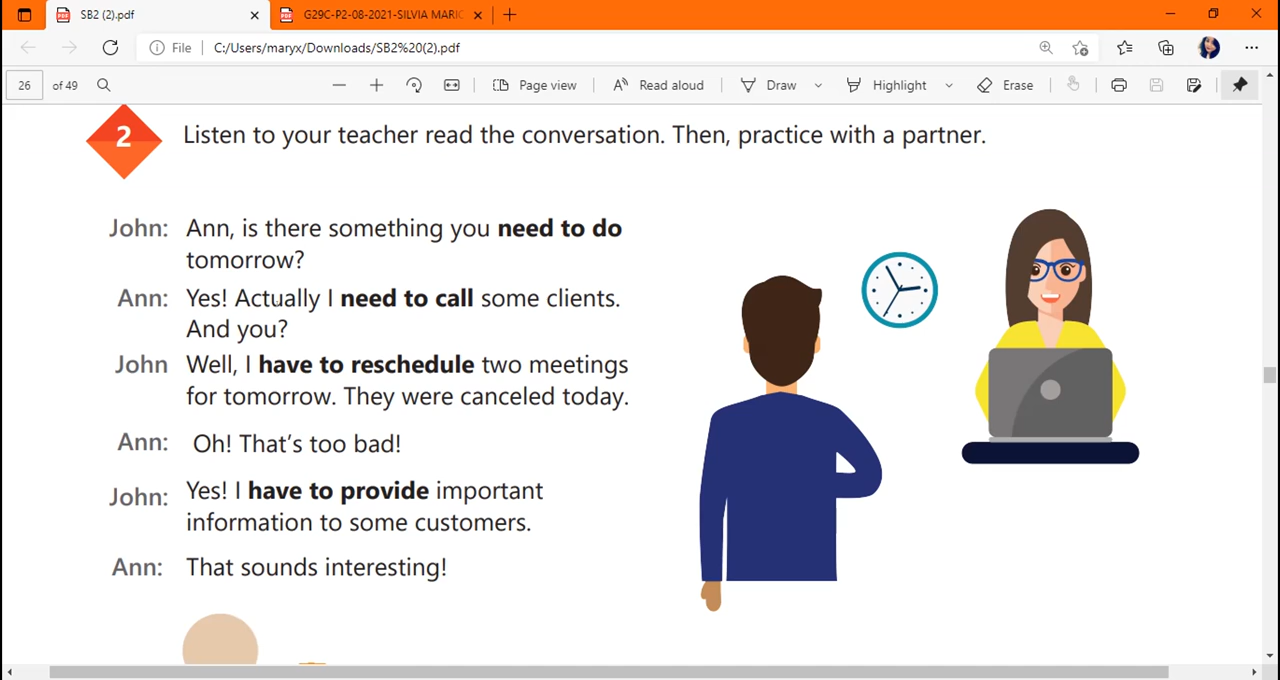 SB2 (2).pdf
G29C-P2-08-2021-SILVIA MARIC
File
C:/Users/maryx/Downloads/SB2%20(2).pdf
26 of 49
Page view
Read aloud
Draw
Highlight
Erase
2
Listen to your teacher read the conversation. Then, practice with a partner.
John: Ann, is there something you need to do
tomorrow?
Ann: Yes! Actually I need to call some clients.
And you?
John Well, I have to reschedule two meetings
for tomorrow. They were canceled today.
Ann: Oh! That's too bad!
John: Yes! I have to provide important
information to some customers.
Ann: That sounds interesting!